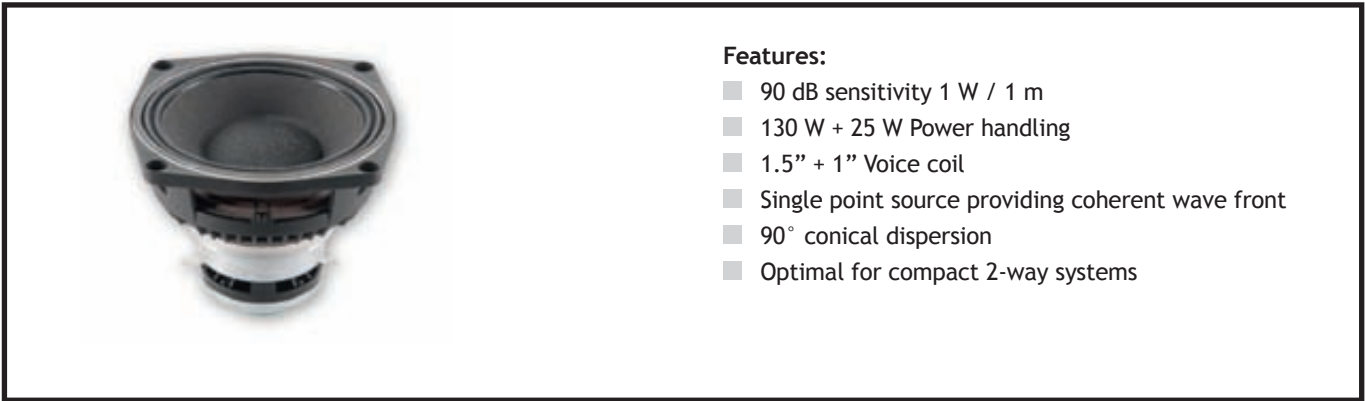 Features:
90 dB sensitivity 1 W / 1 m
130 W + 25 W Power handling
1.5” + 1” Voice coil
Single point source providing coherent wave front
90° conical dispersion
Optimal for compact 2-way systems